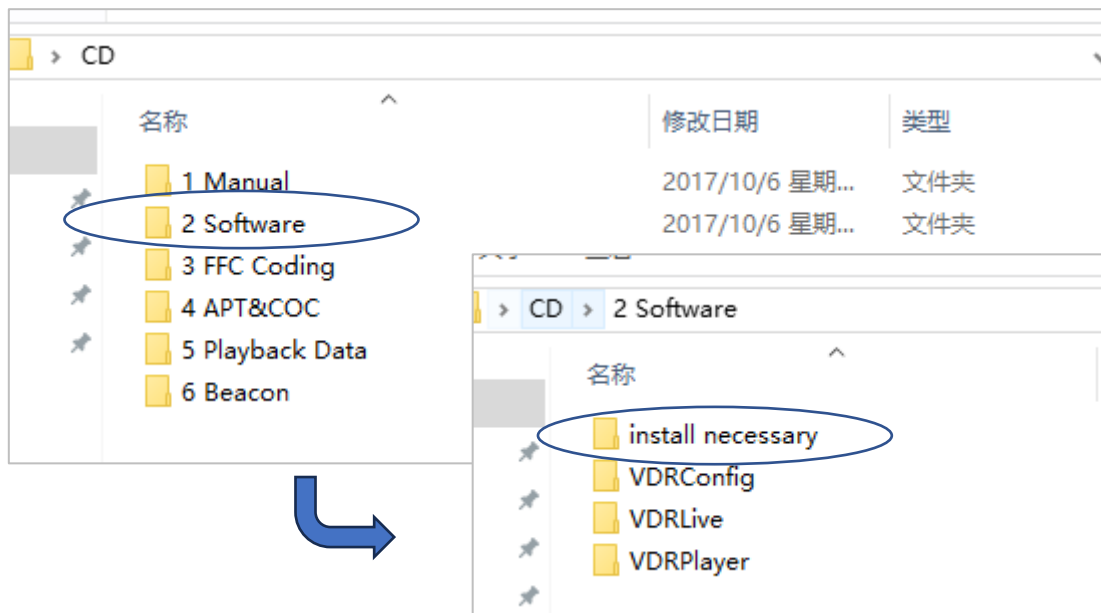 CD
名称 修改日期 类型
1 Manual 2017/10/6 星期... 文件夹
2 Software 2017/10/6 星期... 文件夹
3 FFC Coding
4 APT&COC
5 Playback Data
6 Beacon
CD 2 Software
名称
install necessary
VDRConfig
VDRLive
VDRPlayer